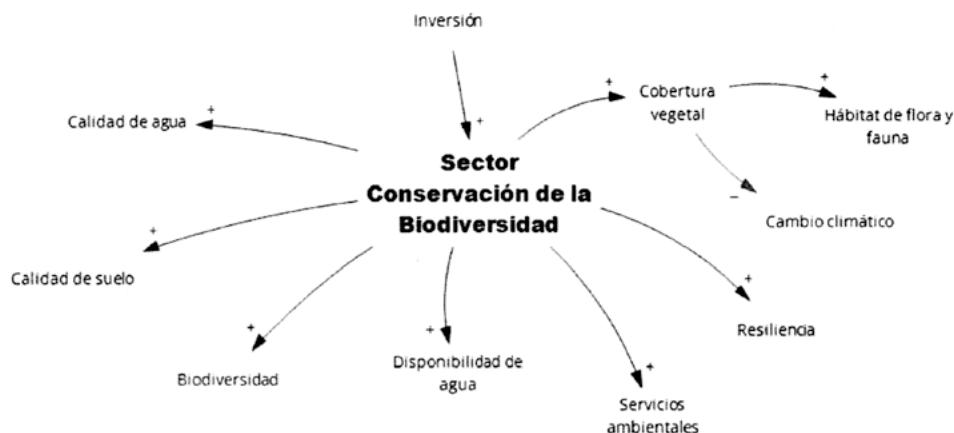 Inversión
+
Cobertura
vegetal
+
+
Hábitat de flora y
fauna
Calidad de agua
+
+
Sector
Conservación de la
Biodiversidad
−
Cambio climático
+
Calidad de suelo
+
Resiliencia
+
Biodiversidad
+
Disponibilidad de
agua
+
Servicios
ambientales